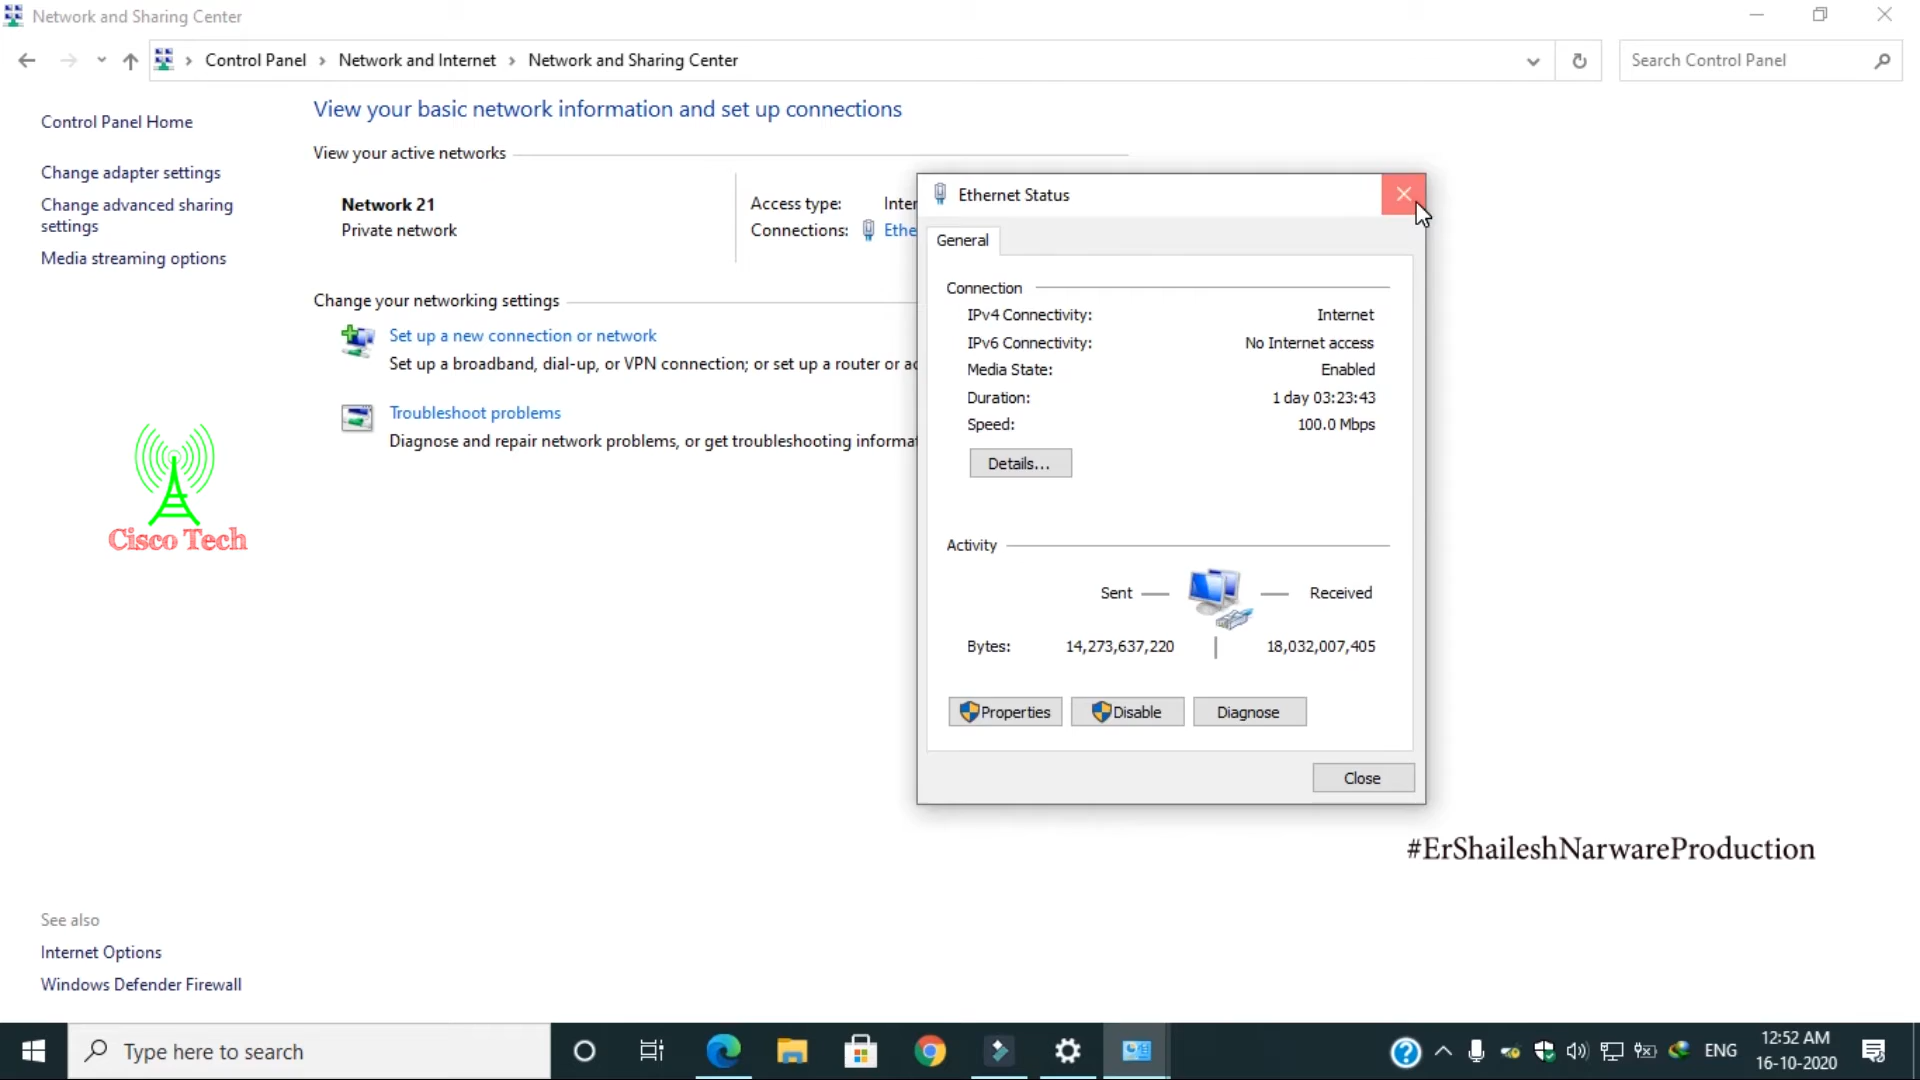 Network and Sharing Center
Control Panel › Network and Internet › Network and Sharing Center
Search Control Panel
Control Panel Home
Change adapter settings
Change advanced sharing
settings
Media streaming options
View your basic network information and set up connections
View your active networks
Network 21
Private network
Access type: Inter
Connections: Ethe
Change your networking settings
Set up a new connection or network
Set up a broadband, dial-up, or VPN connection; or set up a router or ac
Troubleshoot problems
Diagnose and repair network problems, or get troubleshooting informat
Cisco Tech
Ethernet Status
General
Connection
IPv4 Connectivity: Internet
IPv6 Connectivity: No Internet access
Media State: Enabled
Duration: 1 day 03:23:43
Speed: 100.0 Mbps
Details...
Activity
Sent Received
Bytes: 14,273,637,220 18,032,007,405
Properties Disable Diagnose
Close
#ErShaileshNarwareProduction
See also
Internet Options
Windows Defender Firewall
Type here to search
ENG
12:52 AM
16-10-2020